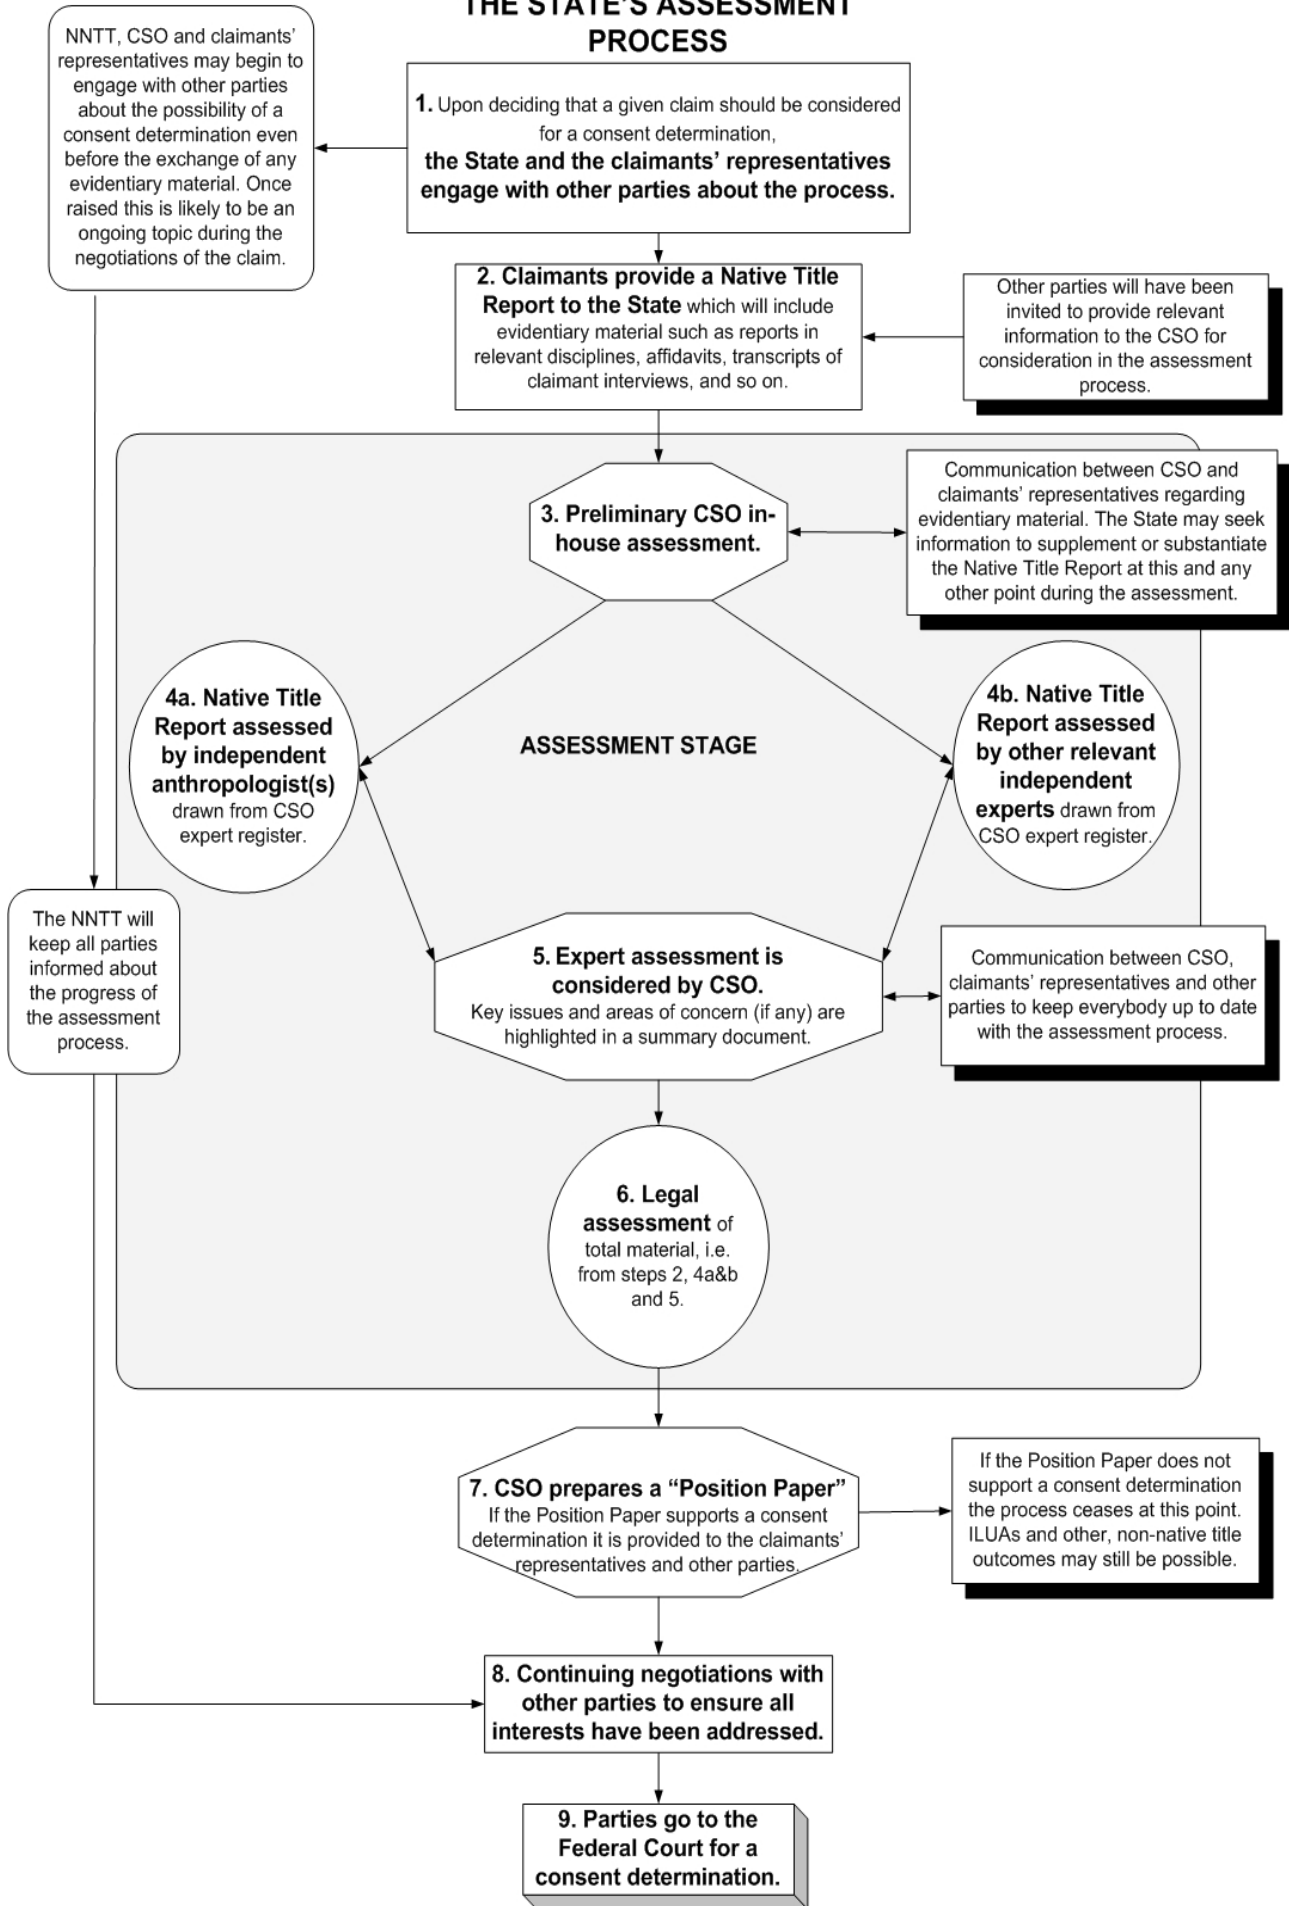 THE STATE'S ASSESSMENT
PROCESS
NNTT, CSO and claimants'
representatives may begin to
engage with other parties
about the possibility of a
consent determination even
before the exchange of any
evidentiary material. Once
raised this is likely to be an
ongoing topic during the
negotiations of the claim.
1. Upon deciding that a given claim should be considered
for a consent determination,
the State and the claimants' representatives
engage with other parties about the process.
2. Claimants provide a Native Title
Report to the State which will include
evidentiary material such as reports in
relevant disciplines, affidavits, transcripts of
claimant interviews, and so on.
Other parties will have been
invited to provide relevant
information to the CSO for
consideration in the assessment
process.
3. Preliminary CSO in-
house assessment.
Communication between CSO and
claimants' representatives regarding
evidentiary material. The State may seek
information to supplement or substantiate
the Native Title Report at this and any
other point during the assessment.
4a. Native Title
Report assessed
by independent
anthropologist(s)
drawn from CSO
expert register.
ASSESSMENT STAGE
4b. Native Title
Report assessed
by other relevant
independent
experts drawn from
CSO expert register.
The NNTT will
keep all parties
informed about
the progress of
the assessment
process.
5. Expert assessment is
considered by CSO.
Key issues and areas of concern (if any) are
highlighted in a summary document.
Communication between CSO,
claimants' representatives and other
parties to keep everybody up to date
with the assessment process.
6. Legal
assessment of
total material, i.e.
from steps 2, 4a&b
and 5.
7. CSO prepares a "Position Paper"
If the Position Paper supports a consent
determination it is provided to the claimants'
representatives and other parties.
If the Position Paper does not
support a consent determination
the process ceases at this point.
ILUAs and other, non-native title
outcomes may still be possible.
8. Continuing negotiations with
other parties to ensure all
interests have been addressed.
9. Parties go to the
Federal Court for a
consent determination.